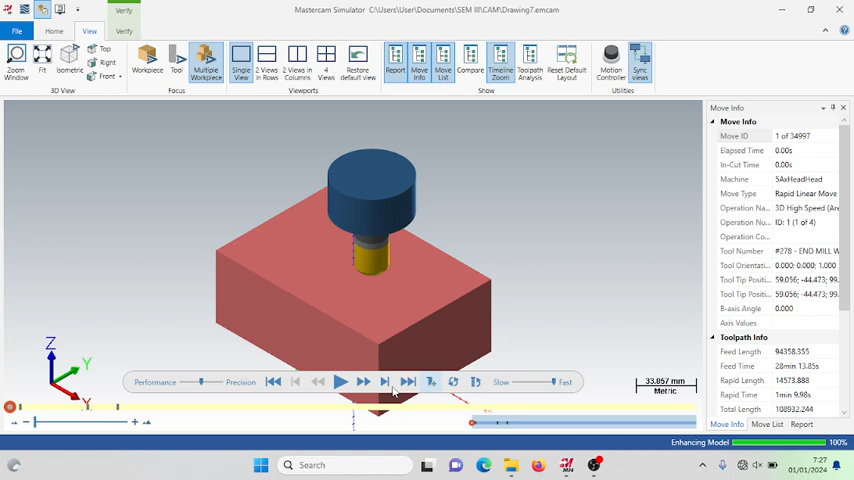 Verify
Mastercam Simulator C:\Users\User\Documents\SEM III\CAM\Drawing7.emcam
File Home View Verify
Zoom Window
Fit
Isometric
Top
Right
Front
3D View
Workpiece
Tool
Multiple Workpiece
Focus
Single View
2 Views in Rows
2 Views in Columns
4 Views
Restore default view
Viewports
Report
Move Info
Move List
Compare
Timeline Zoom
Toolpath Analysis
Reset Default Layout
Show
Motion Controller
Sync views
Utilities
Move Info
Move Info
Move ID 1 of 34997
Elapsed Time 0.00s
In-Cut Time 0.00s
Machine 5AxHeadHead
Move Type Rapid Linear Move
Operation Na... 3D High Speed (Are
Operation Nu... ID: 1 (1 of 4)
Operation Co...
Tool Number #278 - END MILL W
Tool Orientati... 0.000; 0.000; 1.000
Tool Tip Positi... 59.056; -44.473; 99.
Tool Tip Positi... 59.056; -44.473; 99.
B-axis Angle 0.000
Axis Values
Toolpath Info
Feed Length 94358.355
Feed Time 28min 13.85s
Rapid Length 14573.888
Rapid Time 1min 9.98s
Total Length 108932.244
Move Info Move List Report
Z
Y
Performance Precision
Slow Fast
33.857 mm
Metric
Enhancing Model 100%
Search
7:27
01/01/2024